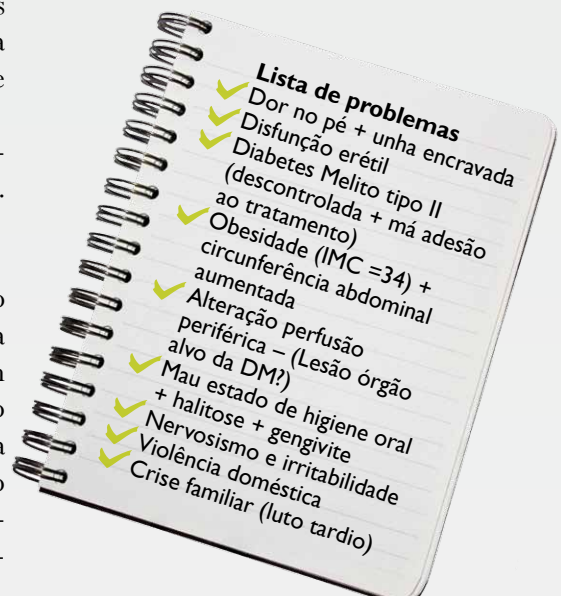 Lista de problemas
Dor no pé + unha encravada
Disfunção erétil
Diabetes Melito tipo II
(descontrolada + má adesão
ao tratamento)
Obesidade (IMC =34) +
circunferência abdominal
aumentada
Alteração perfusão
periférica – (Lesão órgão
alvo da DM?)
Mau estado de higiene oral
+ halitose + gengivite
Nervosismo e irritabilidade
Violência doméstica
Crise familiar (luto tardio)